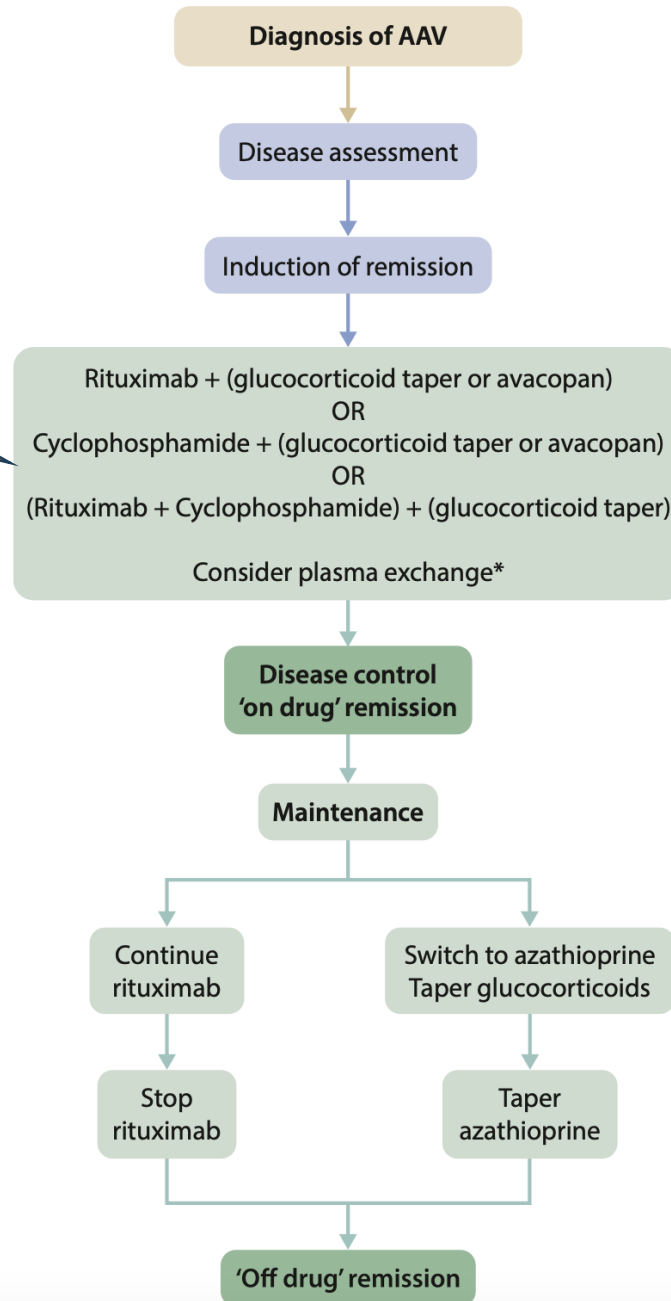 Diagnosis of AAV
Disease assessment
Induction of remission
Rituximab + (glucocorticoid taper or avacopan)
OR
Cyclophosphamide + (glucocorticoid taper or avacopan)
OR
(Rituximab + Cyclophosphamide) + (glucocorticoid taper)
Consider plasma exchange*
Disease control
‘on drug’ remission
Maintenance
Continue
rituximab
Switch to azathioprine
Taper glucocorticoids
Stop
rituximab
Taper
azathioprine
‘Off drug’ remission